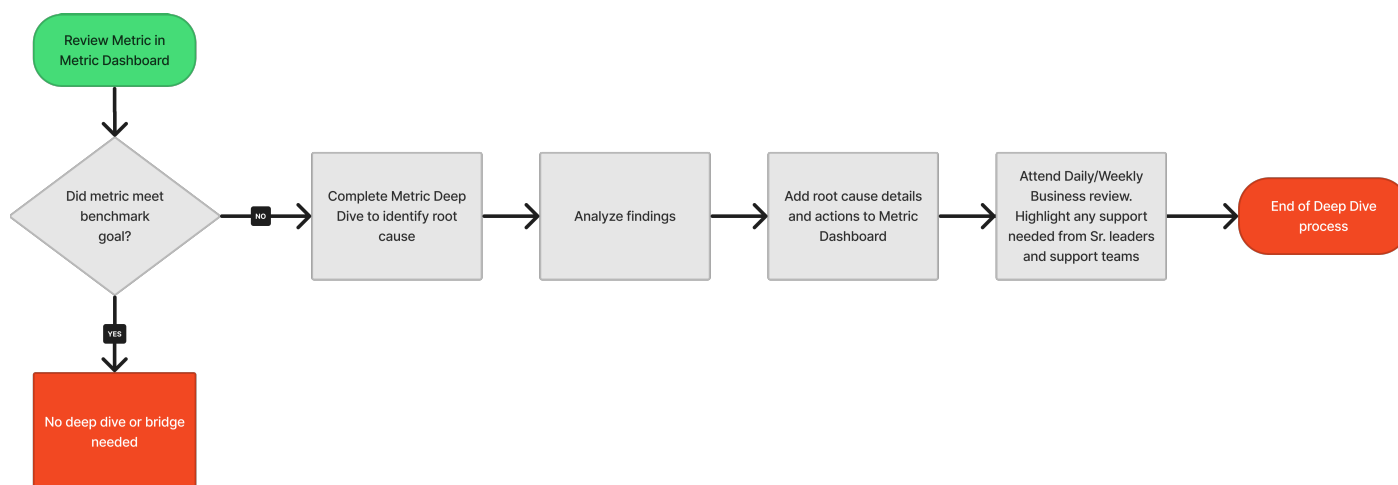 Review Metric in
Metric Dashboard
Did metric meet
benchmark
goal?
NO
Complete Metric Deep
Dive to identify root
cause
Analyze findings
Add root cause details
and actions to Metric
Dashboard
Attend Daily/Weekly
Business review.
Highlight any support
needed from Sr. leaders
and support teams
End of Deep Dive
process
YES
No deep dive or bridge
needed